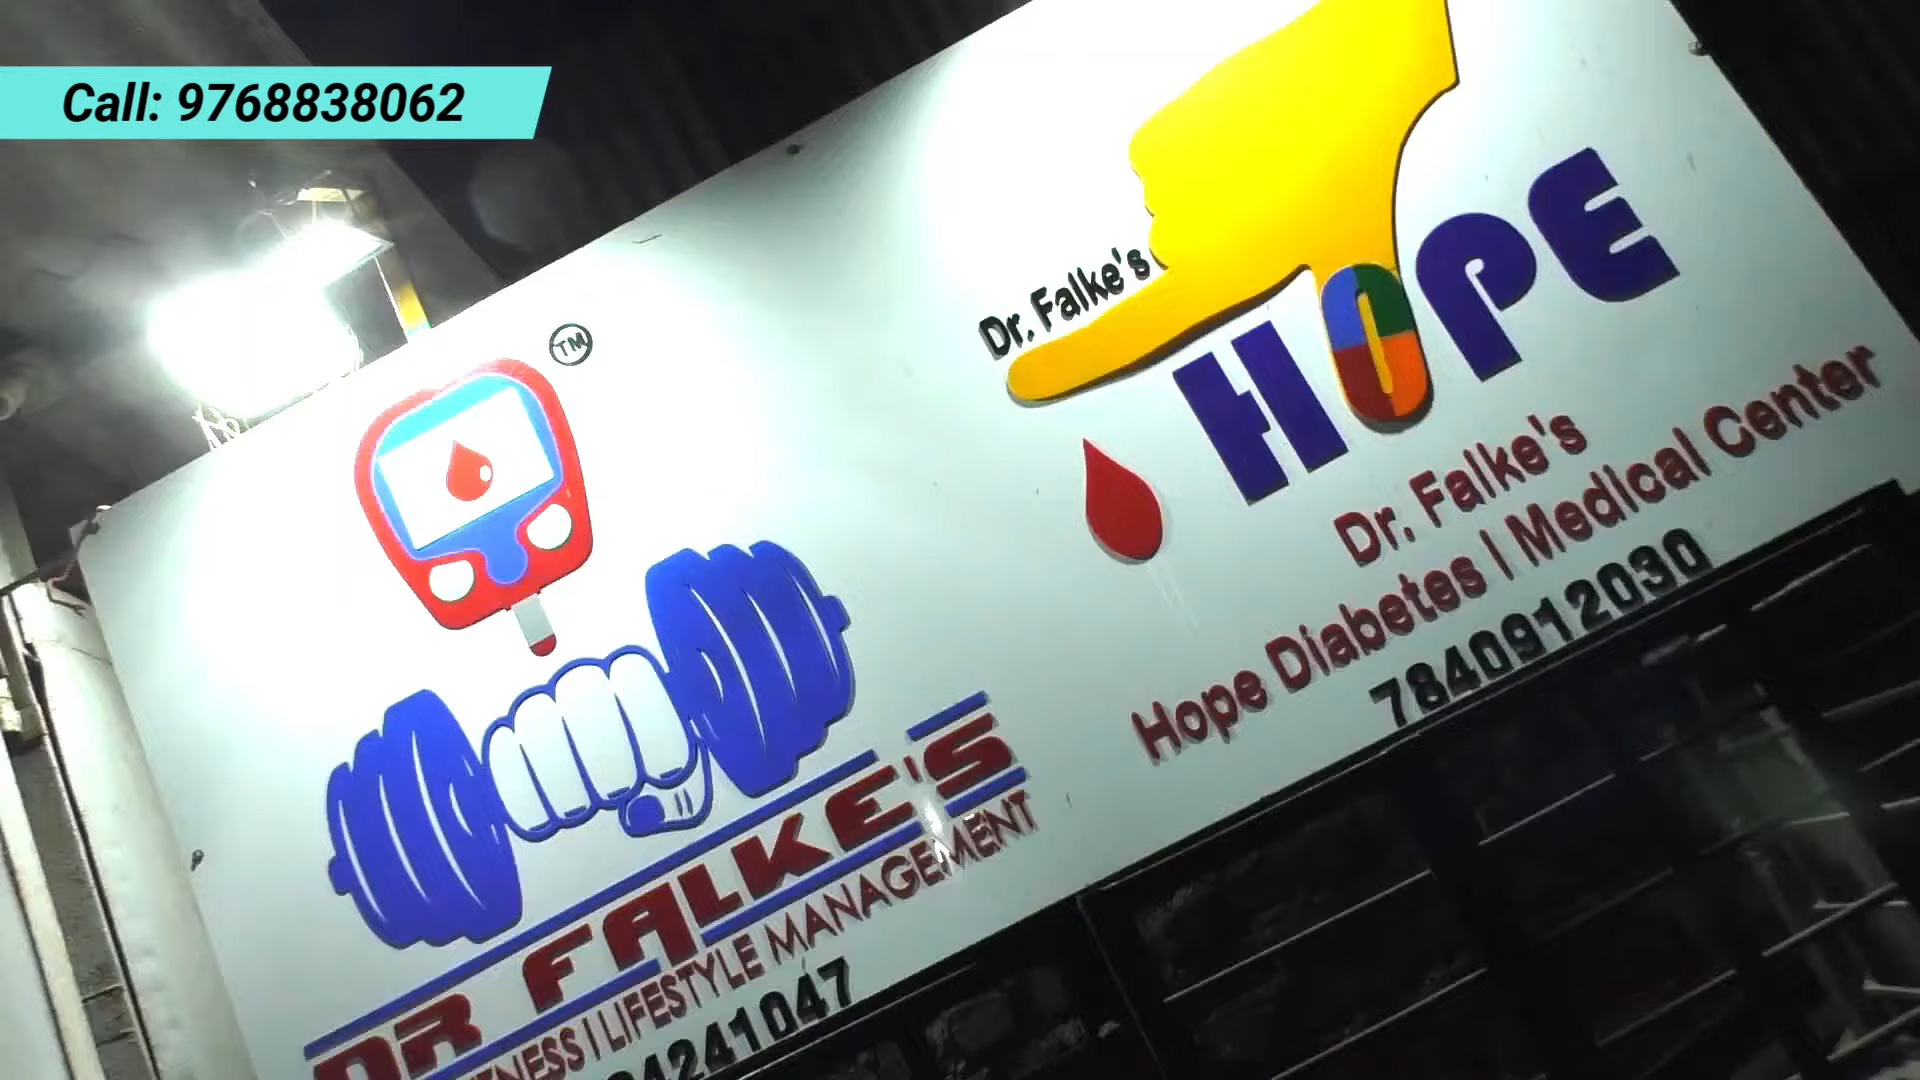 Call: 9768838062
TM
DR FALKE'S
LIFESTYLE MANAGEMENT
Dr. Falke's
HOPE
Dr. Falke's
Hope Diabetes | Medical Center
7840912030